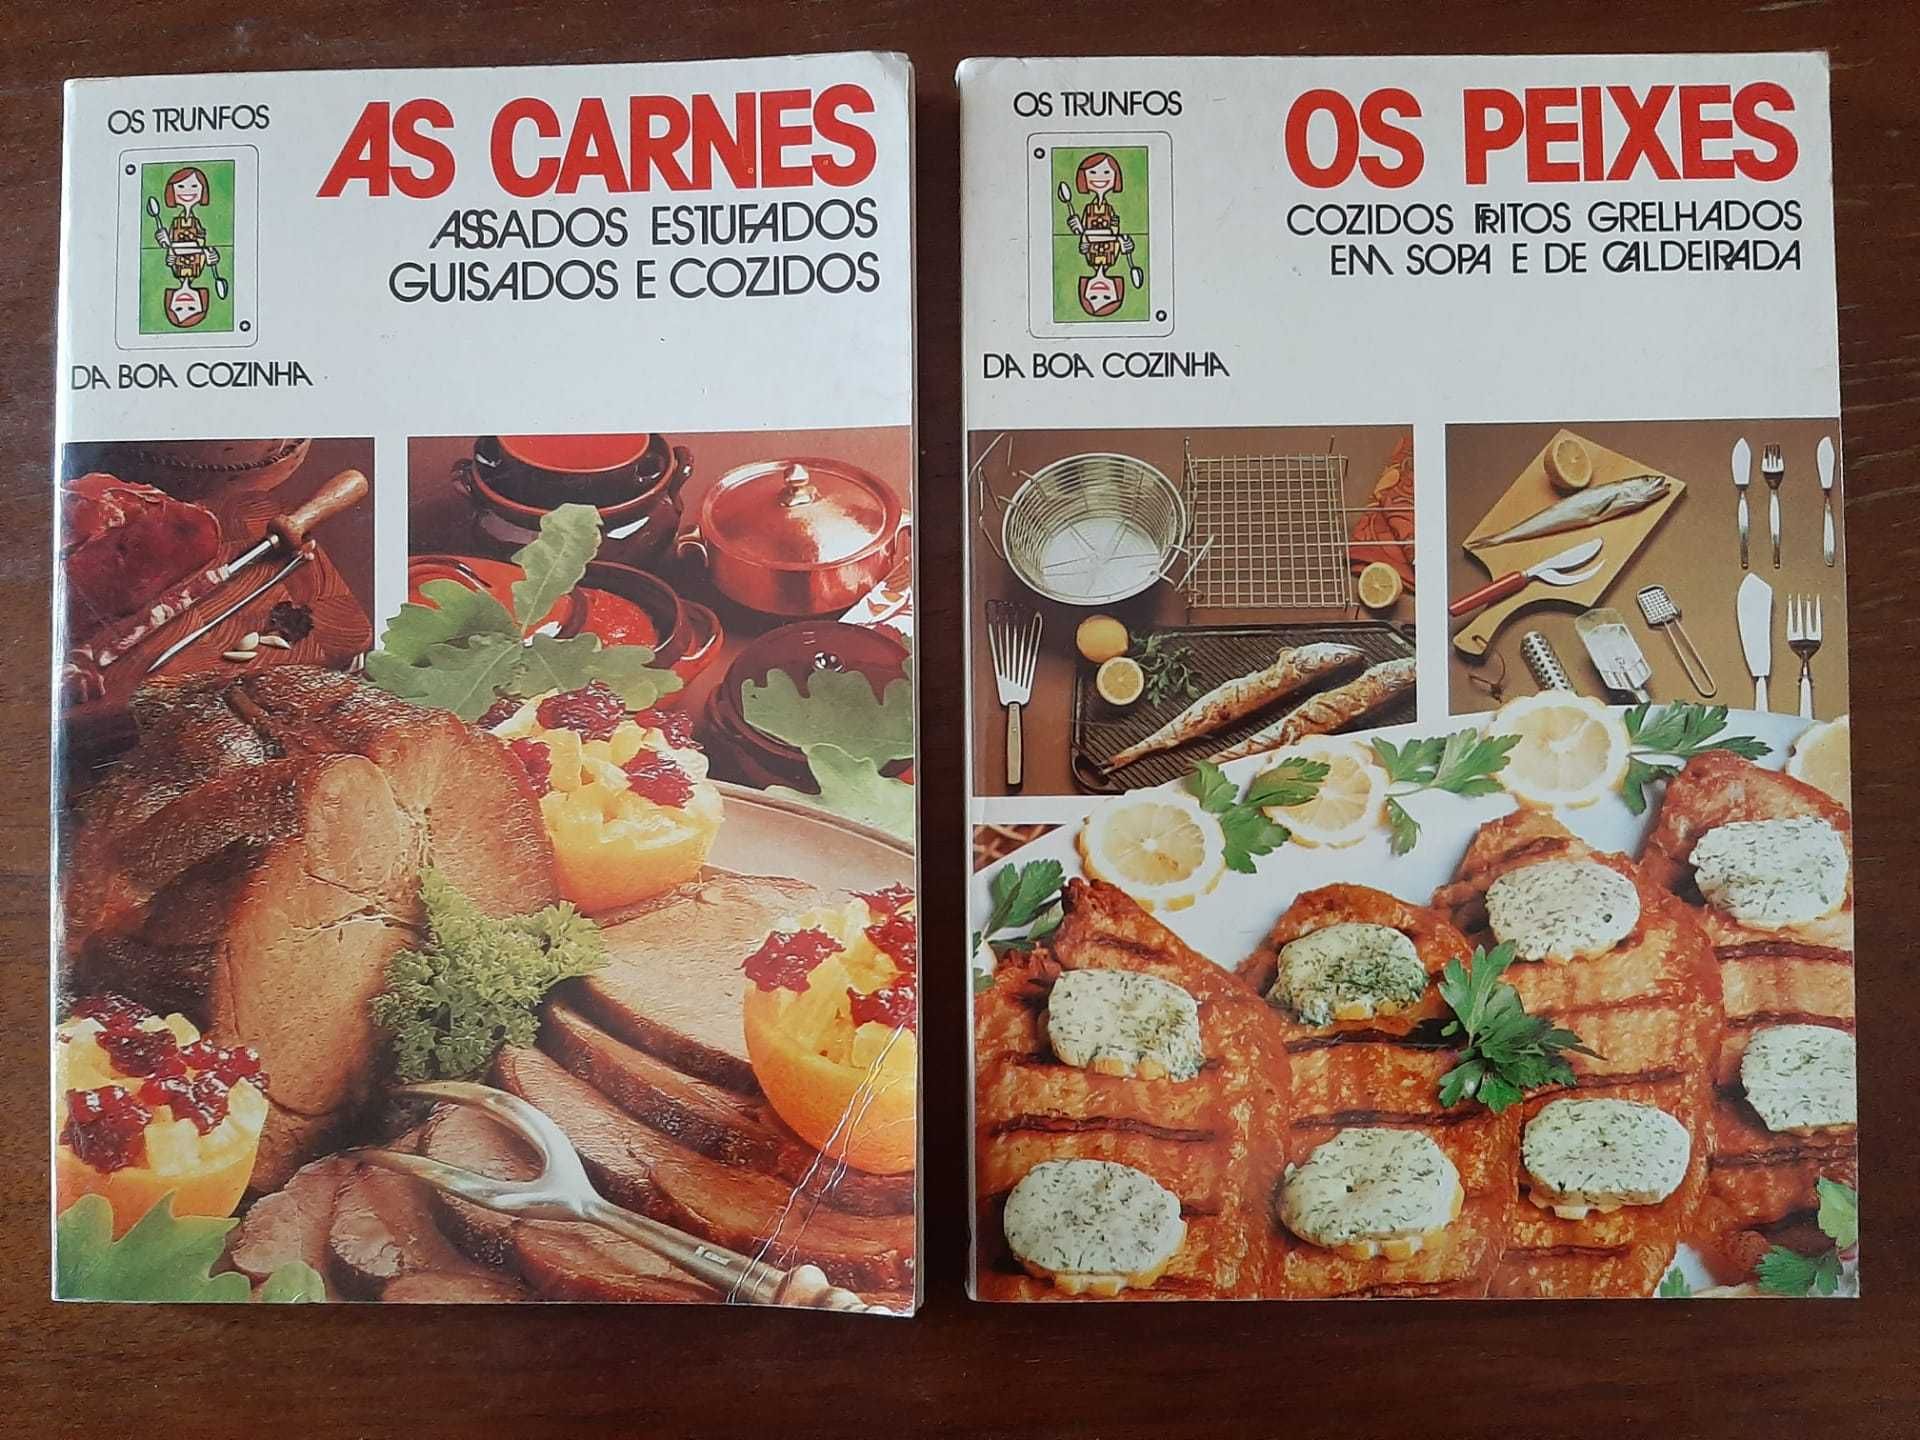 OS TRUNFOS
DA BOA COZINHA
AS CARNES
ASSADOS ESTUFADOS
GUISADOS E COZIDOS
OS TRUNFOS
DA BOA COZINHA
OS PEIXES
COZIDOS FRITOS GRELHADOS
EM SOPA E DE CALDEIRADA